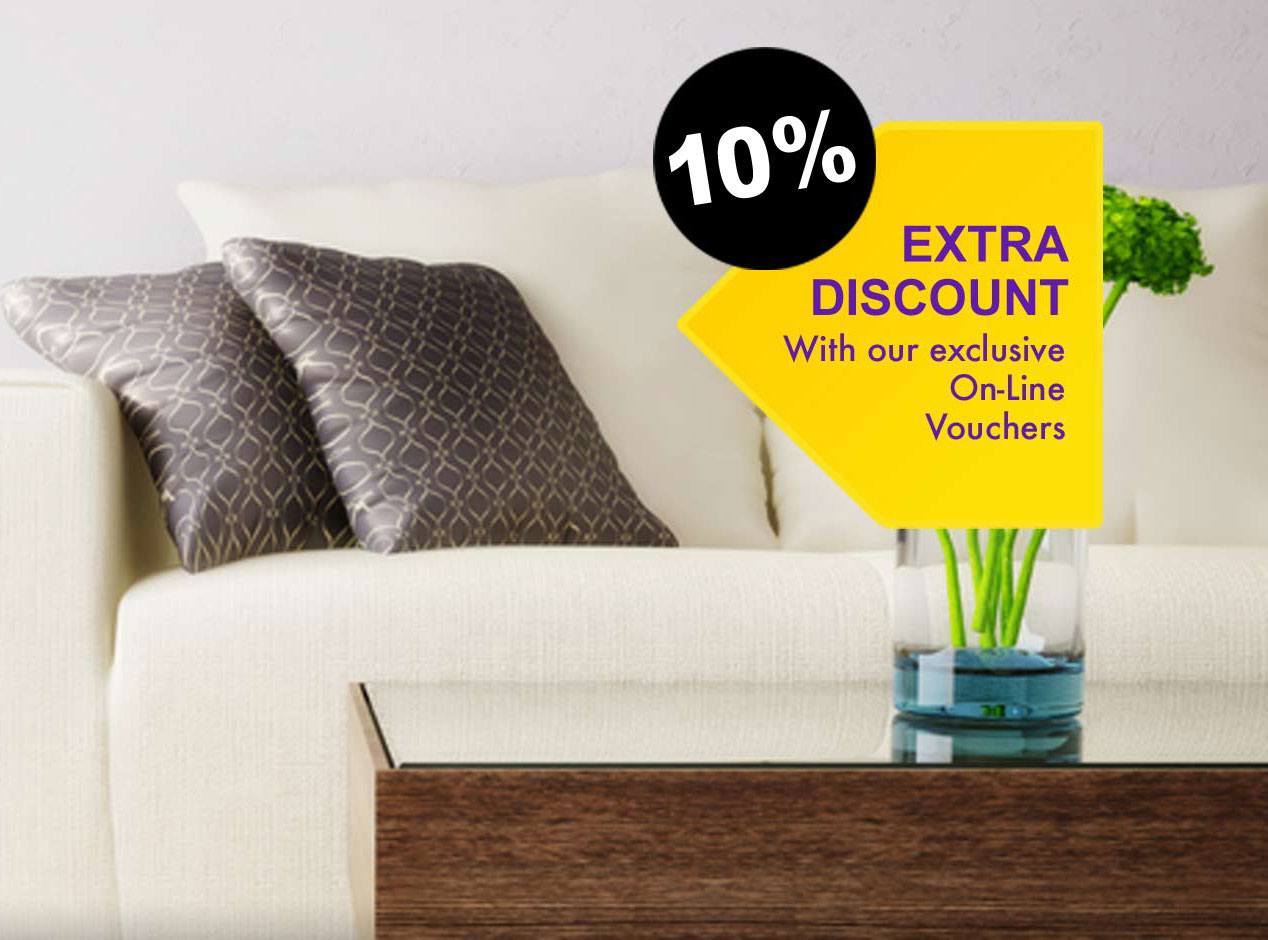 10%
EXTRA
DISCOUNT
With our exclusive
On-Line
Vouchers